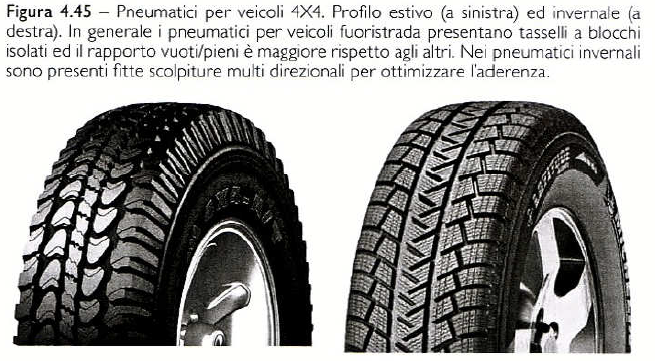 Figura 4.45 – Pneumatici per veicoli 4X4. Profilo estivo (a sinistra) ed invernale (a
destra). In generale i pneumatici per veicoli fuoristrada presentano tasselli a blocchi
isolati ed il rapporto vuoti/pieni è maggiore rispetto agli altri. Nei pneumatici invernali
sono presenti fitte scolpiture multi direzionali per ottimizzare l'aderenza.